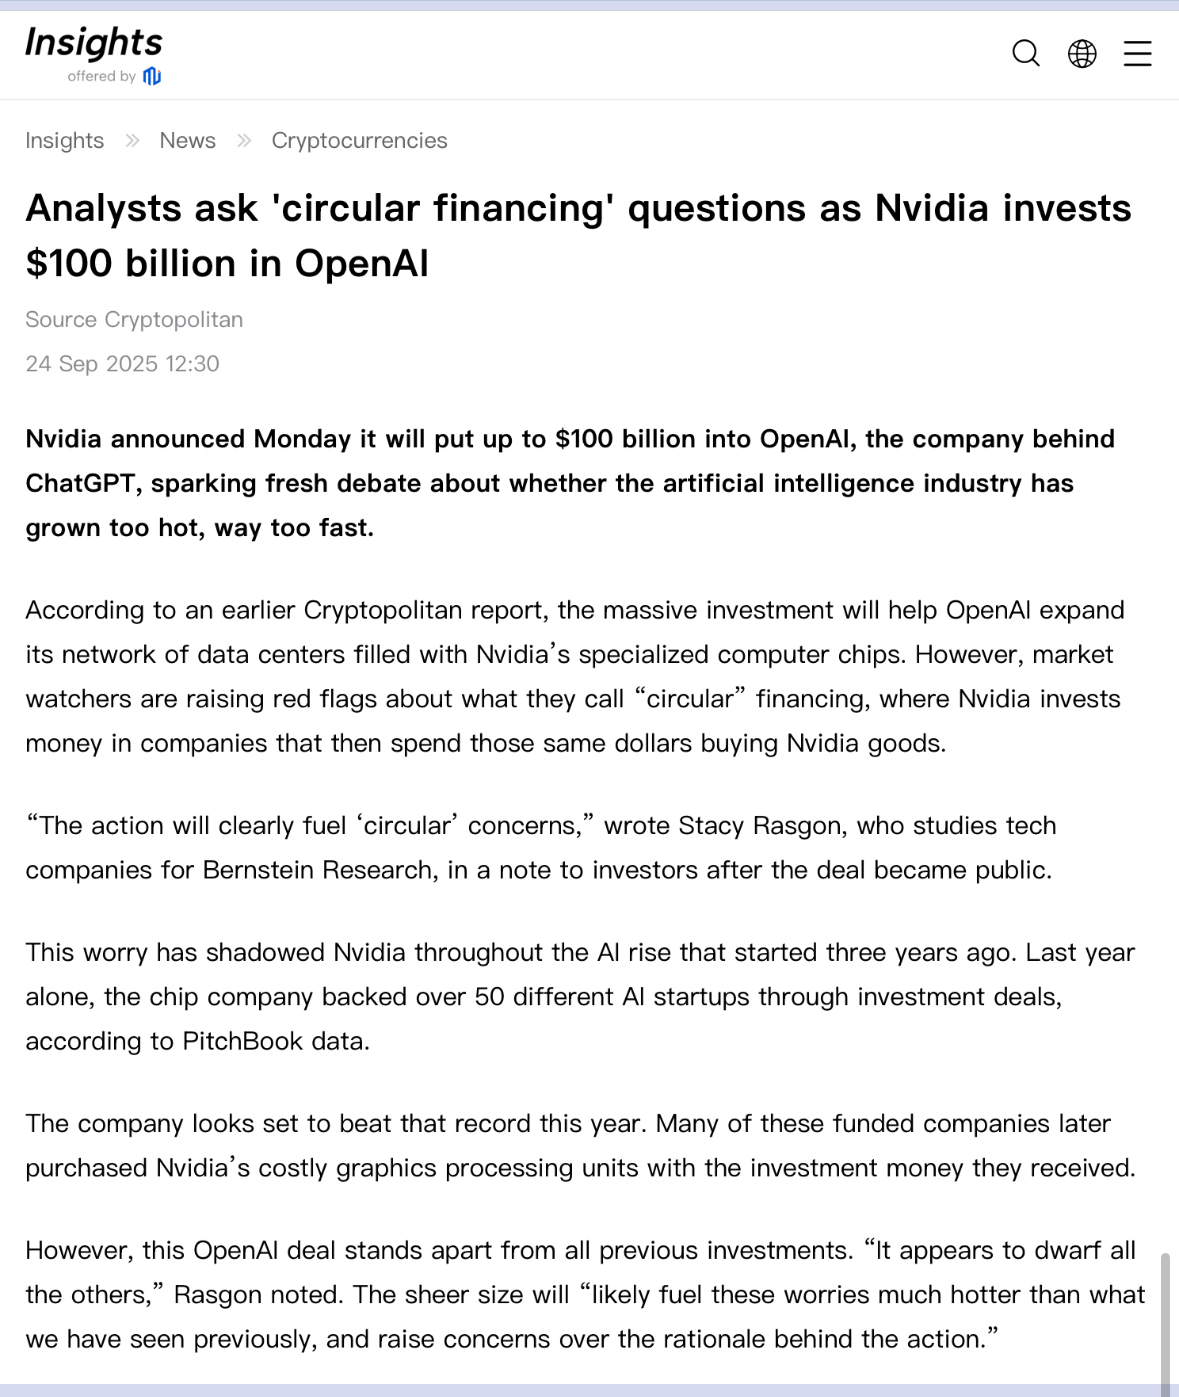 Insights
offered by
Insights » News » Cryptocurrencies
Analysts ask 'circular financing' questions as Nvidia invests
$100 billion in OpenAI
Source Cryptopolitan
24 Sep 2025 12:30
Nvidia announced Monday it will put up to $100 billion into OpenAI, the company behind
ChatGPT, sparking fresh debate about whether the artificial intelligence industry has
grown too hot, way too fast.
According to an earlier Cryptopolitan report, the massive investment will help OpenAI expand
its network of data centers filled with Nvidia’s specialized computer chips. However, market
watchers are raising red flags about what they call “circular” financing, where Nvidia invests
money in companies that then spend those same dollars buying Nvidia goods.
“The action will clearly fuel ‘circular’ concerns,” wrote Stacy Rasgon, who studies tech
companies for Bernstein Research, in a note to investors after the deal became public.
This worry has shadowed Nvidia throughout the AI rise that started three years ago. Last year
alone, the chip company backed over 50 different AI startups through investment deals,
according to PitchBook data.
The company looks set to beat that record this year. Many of these funded companies later
purchased Nvidia’s costly graphics processing units with the investment money they received.
However, this OpenAI deal stands apart from all previous investments. “It appears to dwarf all
the others,” Rasgon noted. The sheer size will “likely fuel these worries much hotter than what
we have seen previously, and raise concerns over the rationale behind the action.”